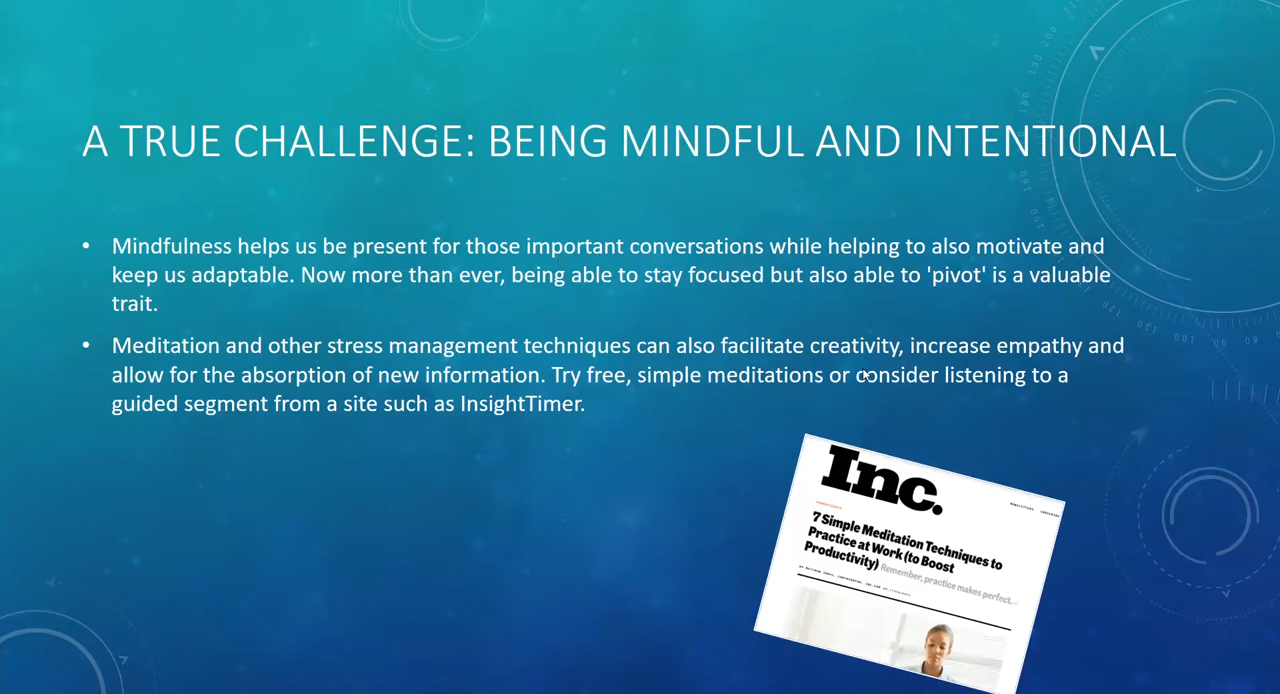 A TRUE CHALLENGE: BEING MINDFUL AND INTENTIONAL
• Mindfulness helps us be present for those important conversations while helping to also motivate and
keep us adaptable. Now more than ever, being able to stay focused but also able to 'pivot' is a valuable
trait.
• Meditation and other stress management techniques can also facilitate creativity, increase empathy and
allow for the absorption of new information. Try free, simple meditations or consider listening to a
guided segment from a site such as InsightTimer.
Inc.
7 Simple Meditation Techniques to
Practice at Work (to Boost
Productivity) Remember, practice makes perfect.